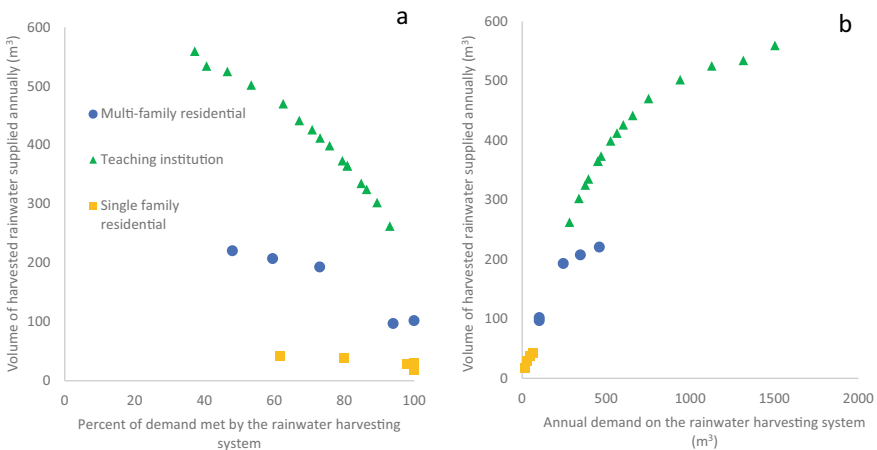 a
Volume of harvested rainwater supplied annually (m³)
600
500
400
300
200
100
0
Multi-family residential
Teaching institution
Single family
residential
0
20
40
60
80
100
Percent of demand met by the rainwater harvesting
system
b
Volume of harvested rainwater supplied annually (m³)
600
500
400
300
200
100
0
0
500
1000
1500
2000
Annual demand on the rainwater harvesting system
(m³)